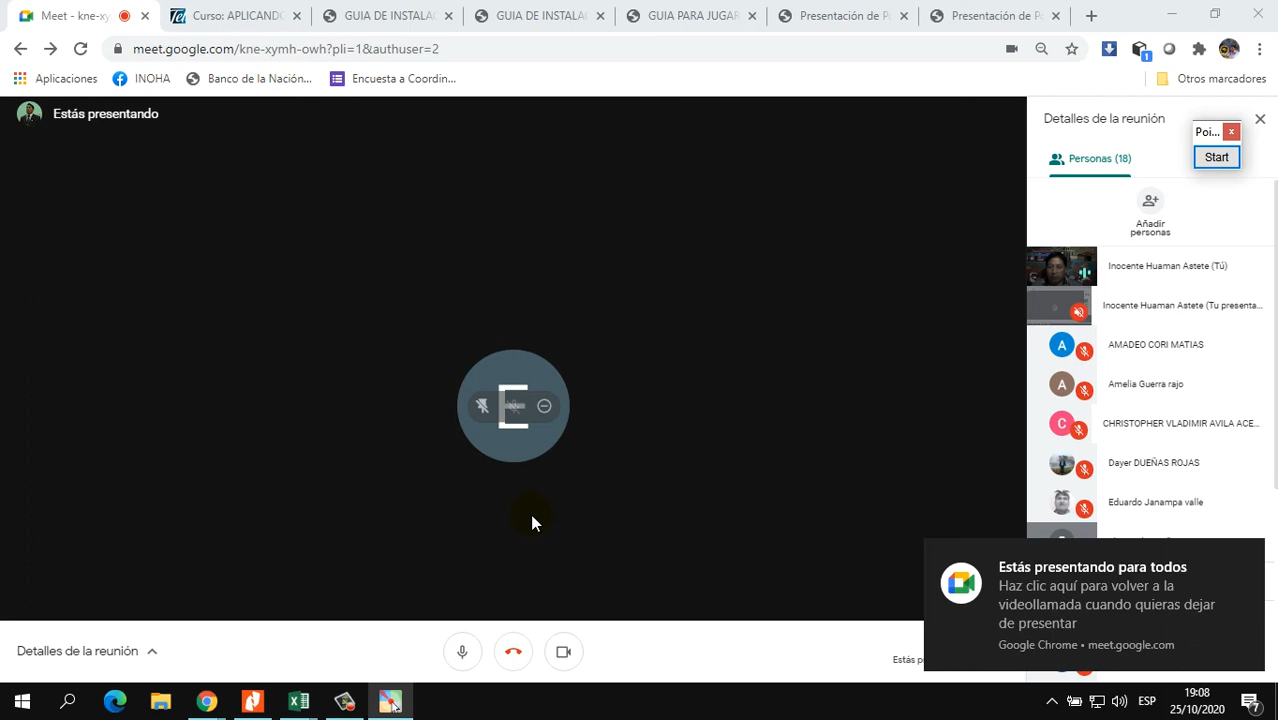 Meet - kne-xy
Curso: APLICANDO
GUIA DE INSTALA
GUIA DE INSTALA
GUIA PARA JUGAR
Presentación de P
Presentación de Po
meet.google.com/kne-xymh-owh?pli=1&authuser=2
1
Aplicaciones
INOHA
Banco de la Nación...
Encuesta a Coordin...
Otros marcadores
Estás presentando
Detalles de la reunión
Poi...
Start
Personas (18)
Añadir
personas
Inocente Huaman Astete (Tú)
Inocente Huaman Astete (Tu presenta...
A
AMADEO CORI MATIAS
A
Amelia Guerra rajo
C
CHRISTOPHER VLADIMIR AVILA ACE...
Dayer DUEÑAS ROJAS
Eduardo Janampa valle
E
Estás presentando para todos
Haz clic aquí para volver a la
videollamada cuando quieras dejar
de presentar
Google Chrome • meet.google.com
Detalles de la reunión
Estás p
ESP
19:08
25/10/2020
7